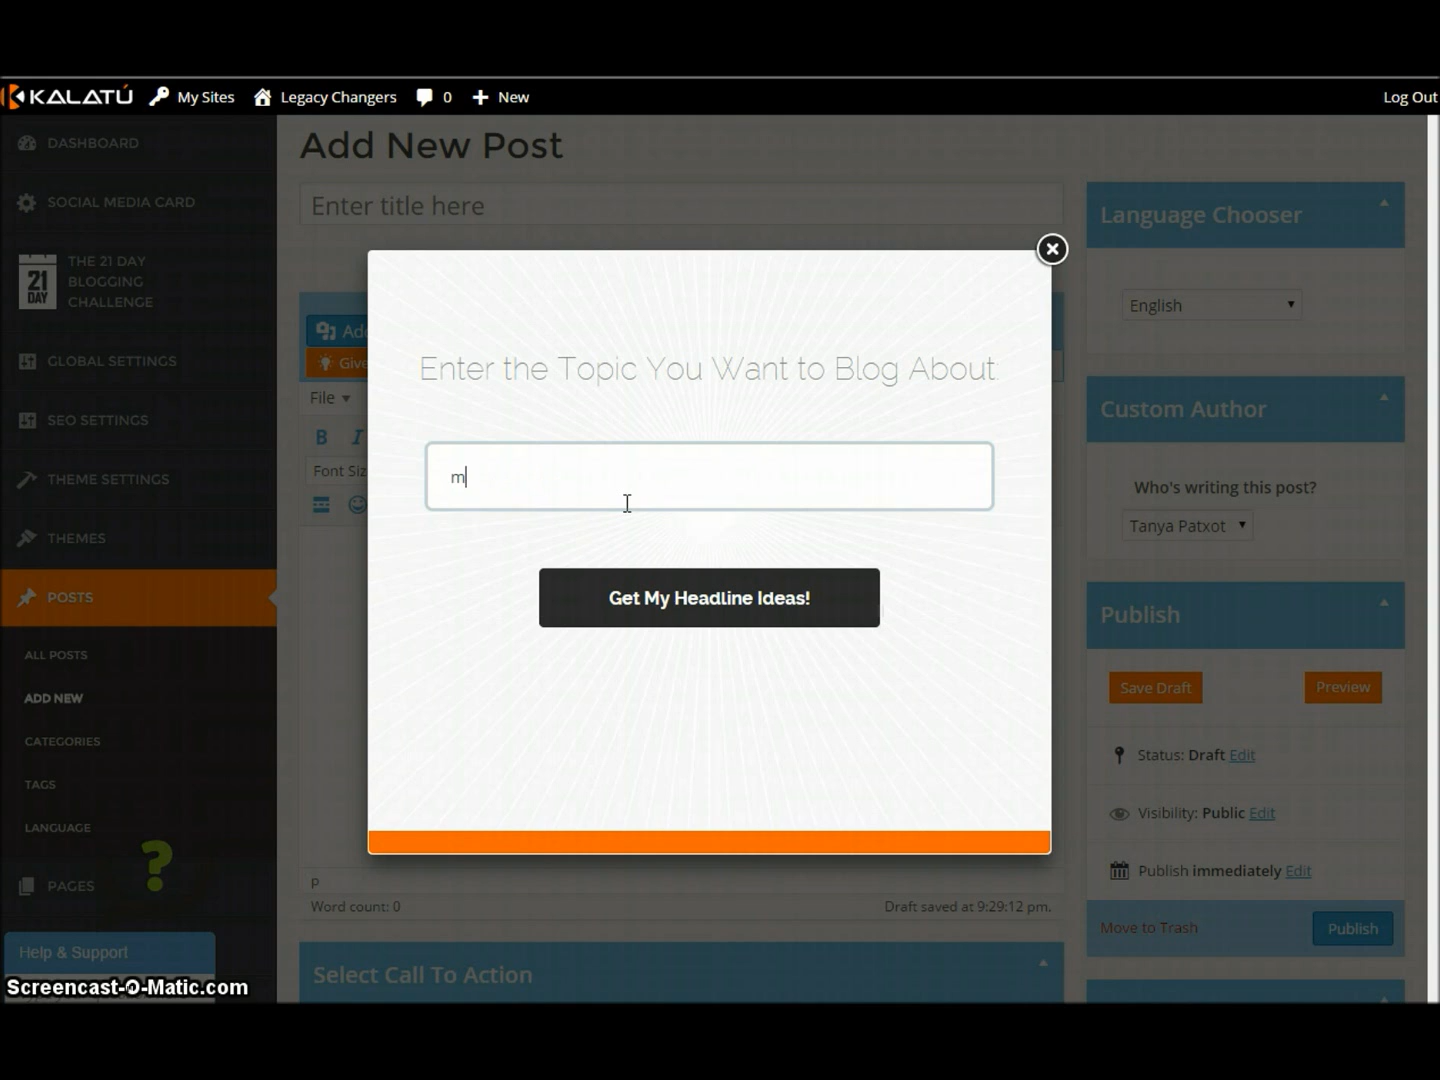 KALATÚ My Sites Legacy Changers 0 New Log Out
DASHBOARD
SOCIAL MEDIA CARD
21 DAY
THE 21 DAY
BLOGGING
CHALLENGE
GLOBAL SETTINGS
SEO SETTINGS
THEME SETTINGS
THEMES
POSTS
ALL POSTS
ADD NEW
CATEGORIES
TAGS
LANGUAGE
PAGES
?
Help & Support
Screencast-O-Matic.com
Add New Post
Enter title here
Give
File
B I
Enter the Topic You Want to Blog About:
m
Get My Headline Ideas!
p
Word count: 0 Draft saved at 9:29:12 pm.
Select Call To Action
Language Chooser
English
Custom Author
Who's writing this post?
Tanya Patxot
Publish
Save Draft Preview
Status: Draft Edit
Visibility: Public Edit
Publish immediately Edit
Move to Trash Publish